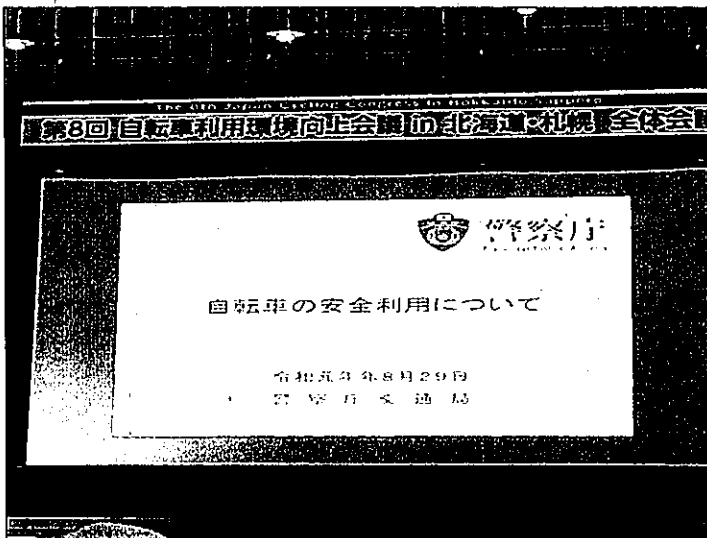 The 8th Japan Cycling Congress in Hokkaido Sapporo
第8回 自転車利用環境向上会議 in 北海道・札幌 全体会議
警察庁
自転車の安全利用について
令和元年8月29日
警察庁交通局